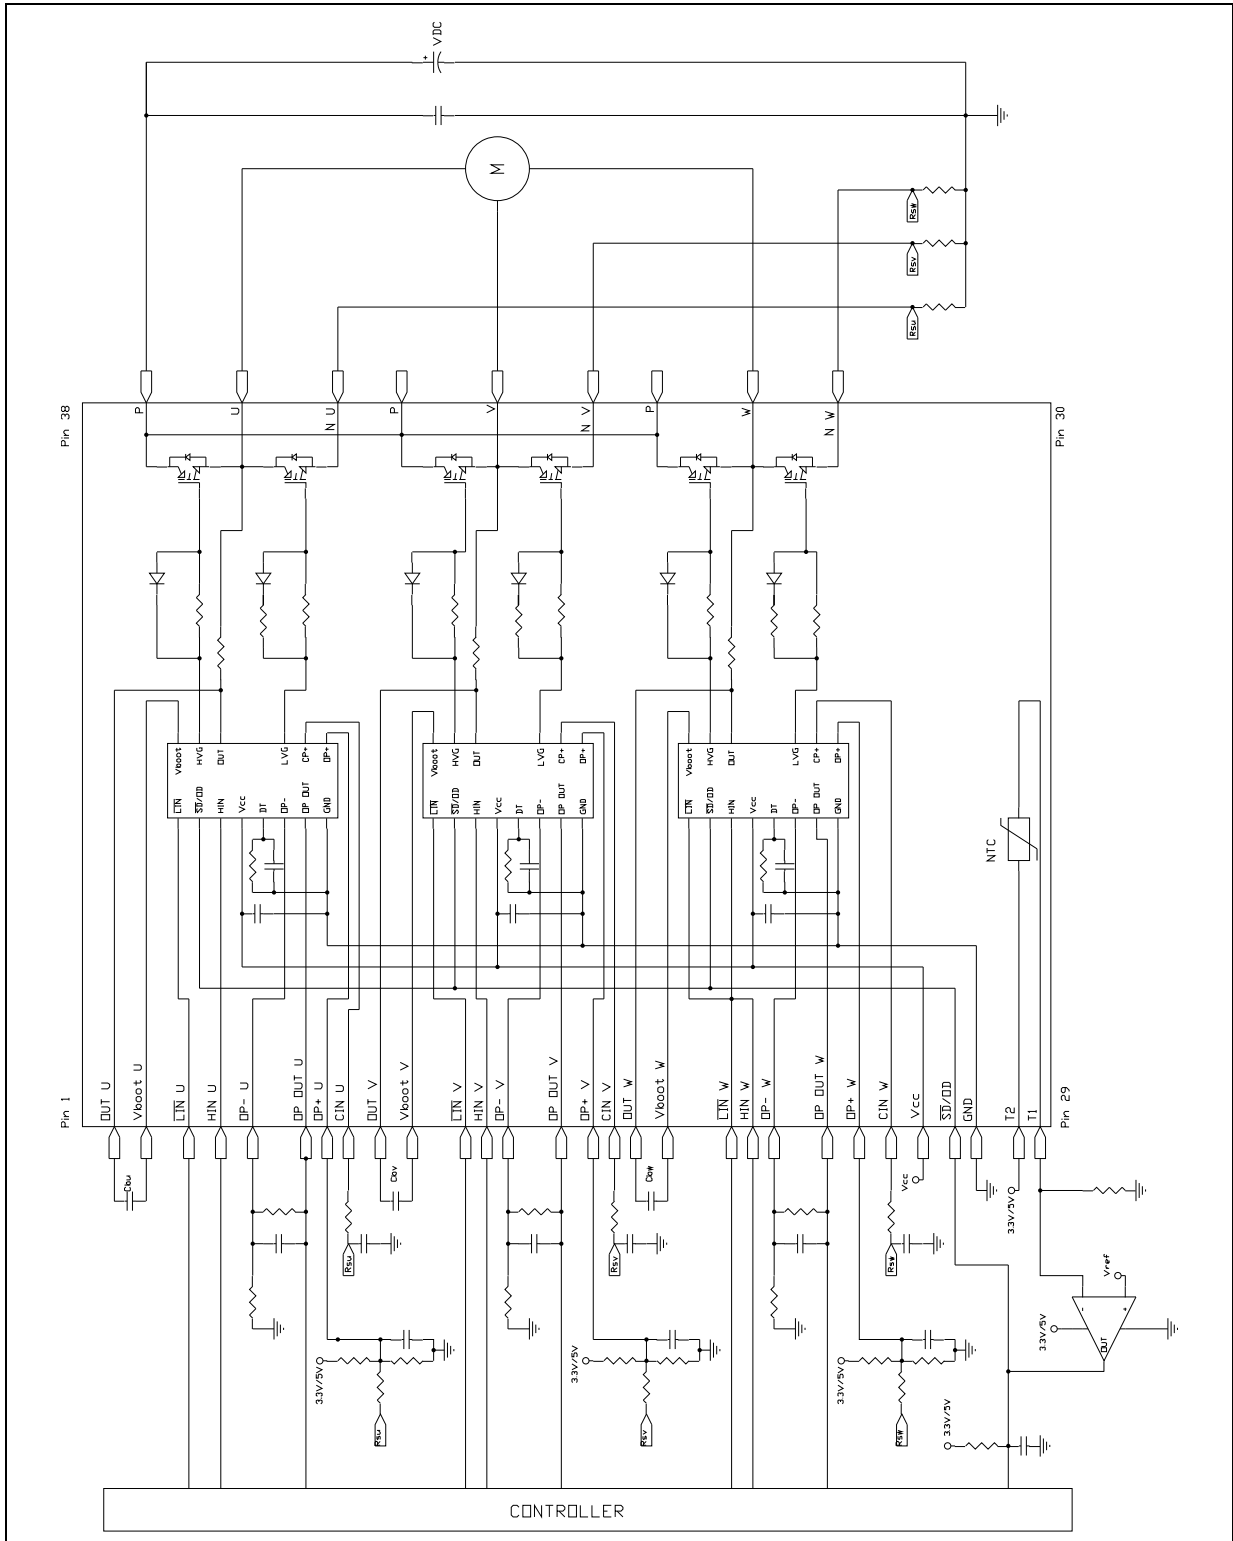 VDC
+
M
Rsw
Rsv
Rsu
Pin 38
Pin 30
P
U
N U
P
V
N V
P
W
N W
Vboot
HVG
OUT
LVG
CP+
OP+
LIN
SD/OD
HIN
Vcc
DT
OP-
OP OUT
GND
Vboot
HVG
OUT
LVG
CP+
OP+
LIN
SD/OD
HIN
Vcc
DT
OP-
OP OUT
GND
Vboot
HVG
OUT
LVG
CP+
OP+
LIN
SD/OD
HIN
Vcc
DT
OP-
OP OUT
GND
NTC
Pin 1
Pin 29
OUT U
Vboot U
LIN U
HIN U
OP- U
OP OUT U
OP+ U
CIN U
OUT V
Vboot V
LIN V
HIN V
OP- V
OP OUT V
OP+ V
CIN V
OUT W
Vboot W
LIN W
HIN W
OP- W
OP OUT W
OP+ W
CIN W
Vcc
SD/OD
GND
T2
T1
Cbu
Cbv
Cbw
Vcc
3.3V/5V
Rsu
Rsv
Rsw
Vref
-
+
OUT
3.3V/5V
3.3V/5V
3.3V/5V
3.3V/5V
3.3V/5V
Rsu
Rsv
Rsw
CONTROLLER